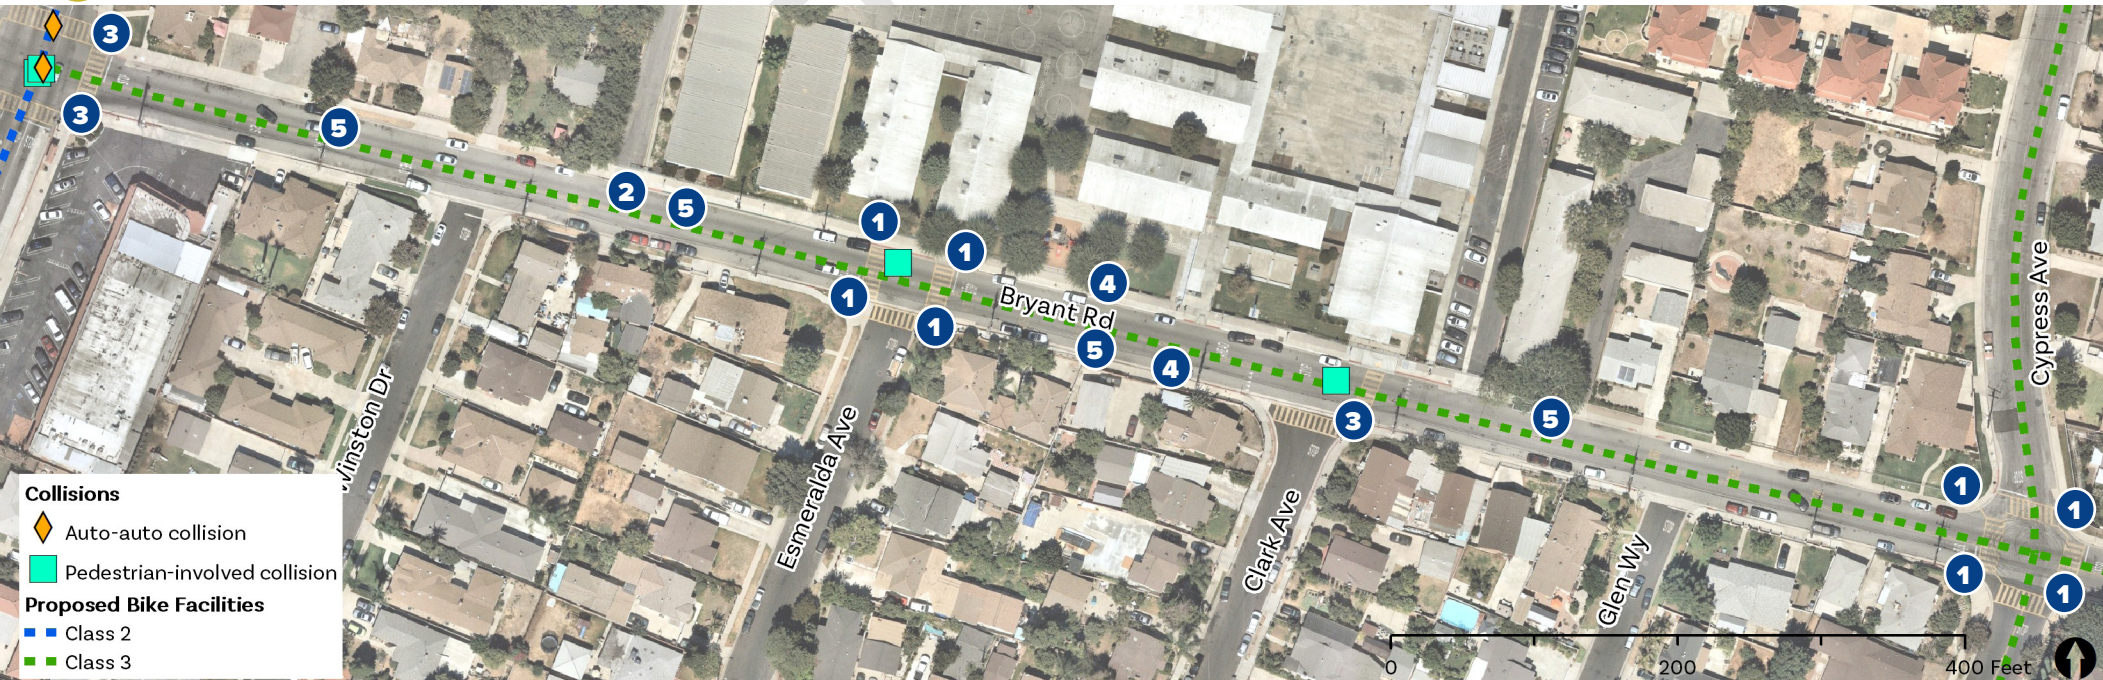 3
3
5
2
5
1
1
1
1
4
Bryant Rd
5
4
3
5
1
1
1
1
Cypress Ave
Winston Dr
Esmeralda Ave
Clark Ave
Glen Wy
Collisions
Auto-auto collision
Pedestrian-involved collision
Proposed Bike Facilities
Class 2
Class 3
0 200 400 Feet